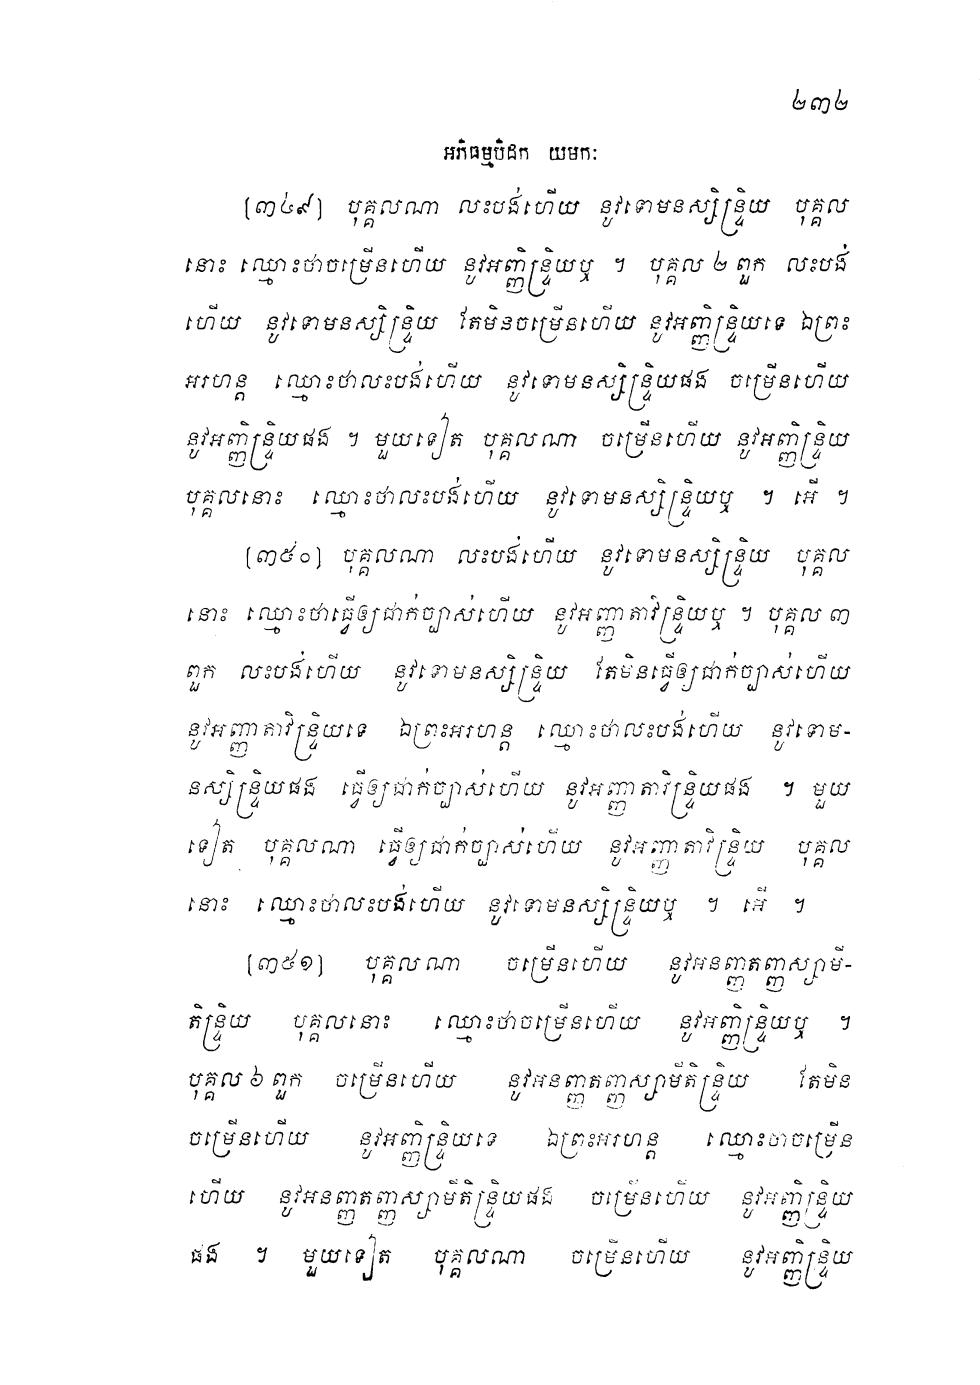 ២៣២
អភិធម្មបិដក យមកៈ
[៣៤៩] បុគ្គលណា លះបង់ហើយ នូវទោមនស្សិន្ទ្រិយ បុគ្គល
នោះ ឈ្មោះថាចម្រើនហើយ នូវអញ្ញិន្ទ្រិយឬ ។ បុគ្គល ២ ពួក លះបង់
ហើយ នូវទោមនស្សិន្ទ្រិយ តែមិនចម្រើនហើយ នូវអញ្ញិន្ទ្រិយទេ ឯព្រះ
អរហន្ត ឈ្មោះថាលះបង់ហើយ នូវទោមនស្សិន្ទ្រិយផង ចម្រើនហើយ
នូវអញ្ញិន្ទ្រិយផង ។ មួយទៀត បុគ្គលណា ចម្រើនហើយ នូវអញ្ញិន្ទ្រិយ
បុគ្គលនោះ ឈ្មោះថាលះបង់ហើយ នូវទោមនស្សិន្ទ្រិយឬ ។ អើ ។
[៣៥០] បុគ្គលណា លះបង់ហើយ នូវទោមនស្សិន្ទ្រិយ បុគ្គល
នោះ ឈ្មោះថាធ្វើឲ្យជាក់ច្បាស់ហើយ នូវអញ្ញាតាវិន្ទ្រិយឬ ។ បុគ្គល ៣
ពួក លះបង់ហើយ នូវទោមនស្សិន្ទ្រិយ តែមិនធ្វើឲ្យជាក់ច្បាស់ហើយ
នូវអញ្ញាតាវិន្ទ្រិយទេ ឯព្រះអរហន្ត ឈ្មោះថាលះបង់ហើយ នូវទោម-
នស្សិន្ទ្រិយផង ធ្វើឲ្យជាក់ច្បាស់ហើយ នូវអញ្ញាតាវិន្ទ្រិយផង ។ មួយ
ទៀត បុគ្គលណា ធ្វើឲ្យជាក់ច្បាស់ហើយ នូវអញ្ញាតាវិន្ទ្រិយ បុគ្គល
នោះ ឈ្មោះថាលះបង់ហើយ នូវទោមនស្សិន្ទ្រិយឬ ។ អើ ។
[៣៥១] បុគ្គលណា ចម្រើនហើយ នូវអនញ្ញតញ្ញស្សាមី-
តិន្ទ្រិយ បុគ្គលនោះ ឈ្មោះថាចម្រើនហើយ នូវអញ្ញិន្ទ្រិយឬ ។
បុគ្គល ៦ ពួក ចម្រើនហើយ នូវអនញ្ញតញ្ញស្សាមីតិន្ទ្រិយ តែមិន
ចម្រើនហើយ នូវអញ្ញិន្ទ្រិយទេ ឯព្រះអរហន្ត ឈ្មោះថាចម្រើន
ហើយ នូវអនញ្ញតញ្ញស្សាមីតិន្ទ្រិយផង ចម្រើនហើយ នូវអញ្ញិន្ទ្រិយ
ផង ។ មួយទៀត បុគ្គលណា ចម្រើនហើយ នូវអញ្ញិន្ទ្រិយ